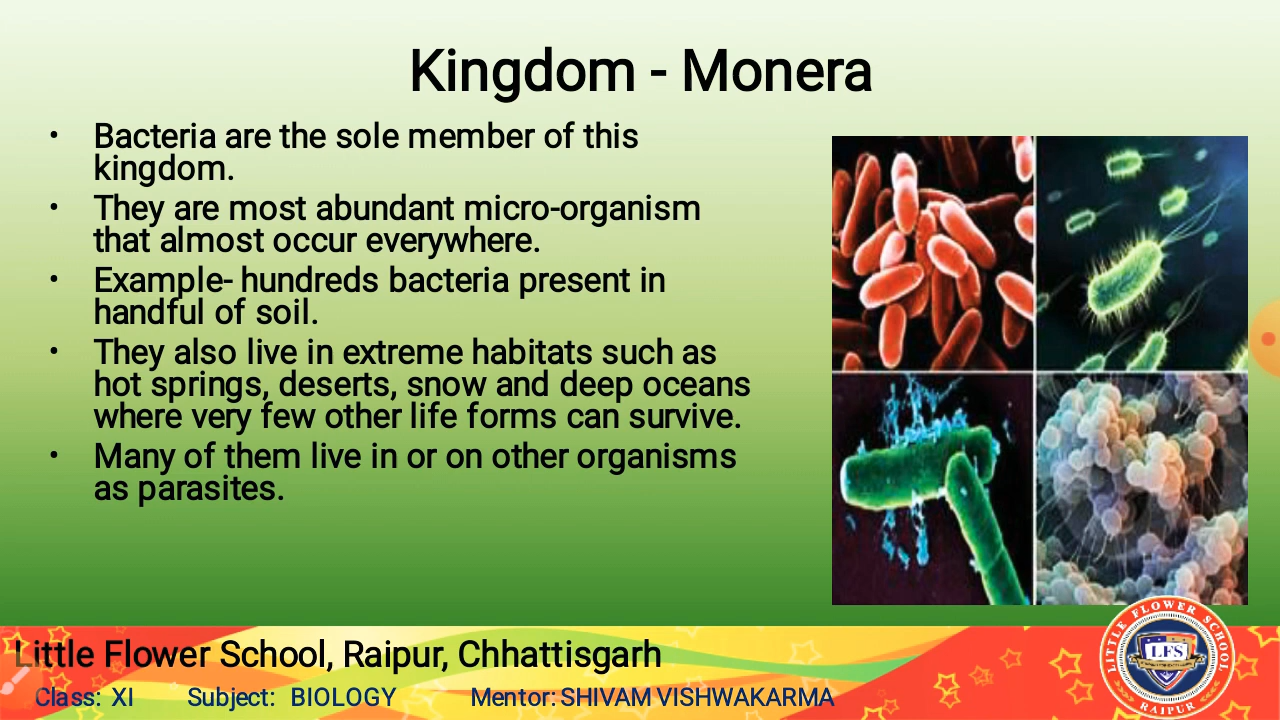 Kingdom - Monera
• Bacteria are the sole member of this
kingdom.
• They are most abundant micro-organism
that almost occur everywhere.
• Example- hundreds bacteria present in
handful of soil.
• They also live in extreme habitats such as
hot springs, deserts, snow and deep oceans
where very few other life forms can survive.
• Many of them live in or on other organisms
as parasites.
Little Flower School, Raipur, Chhattisgarh
Class: XI Subject: BIOLOGY Mentor: SHIVAM VISHWAKARMA
LITTLE FLOWER SCHOOL
LFS
RAIPUR